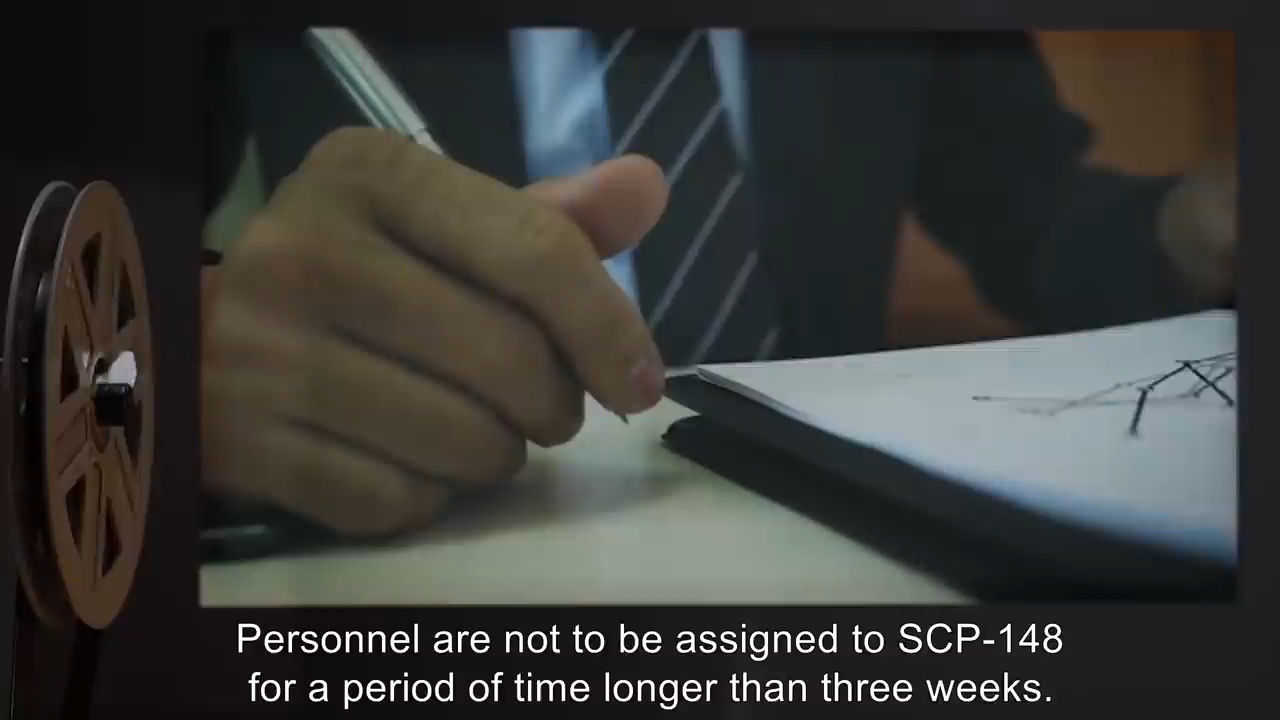 Personnel are not to be assigned to SCP-148
for a period of time longer than three weeks.